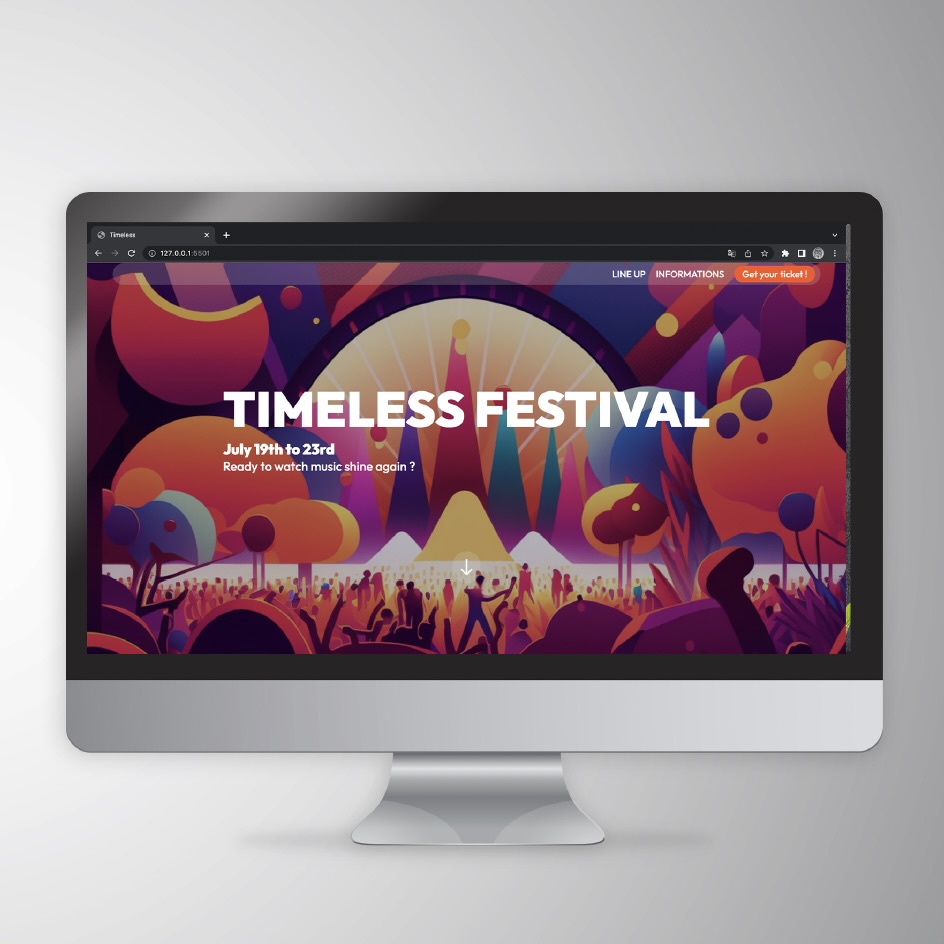 Timeless
127.0.0.1:5501
LINE UP INFORMATIONS Get your ticket !
TIMELESS FESTIVAL
July 19th to 23rd
Ready to watch music shine again ?